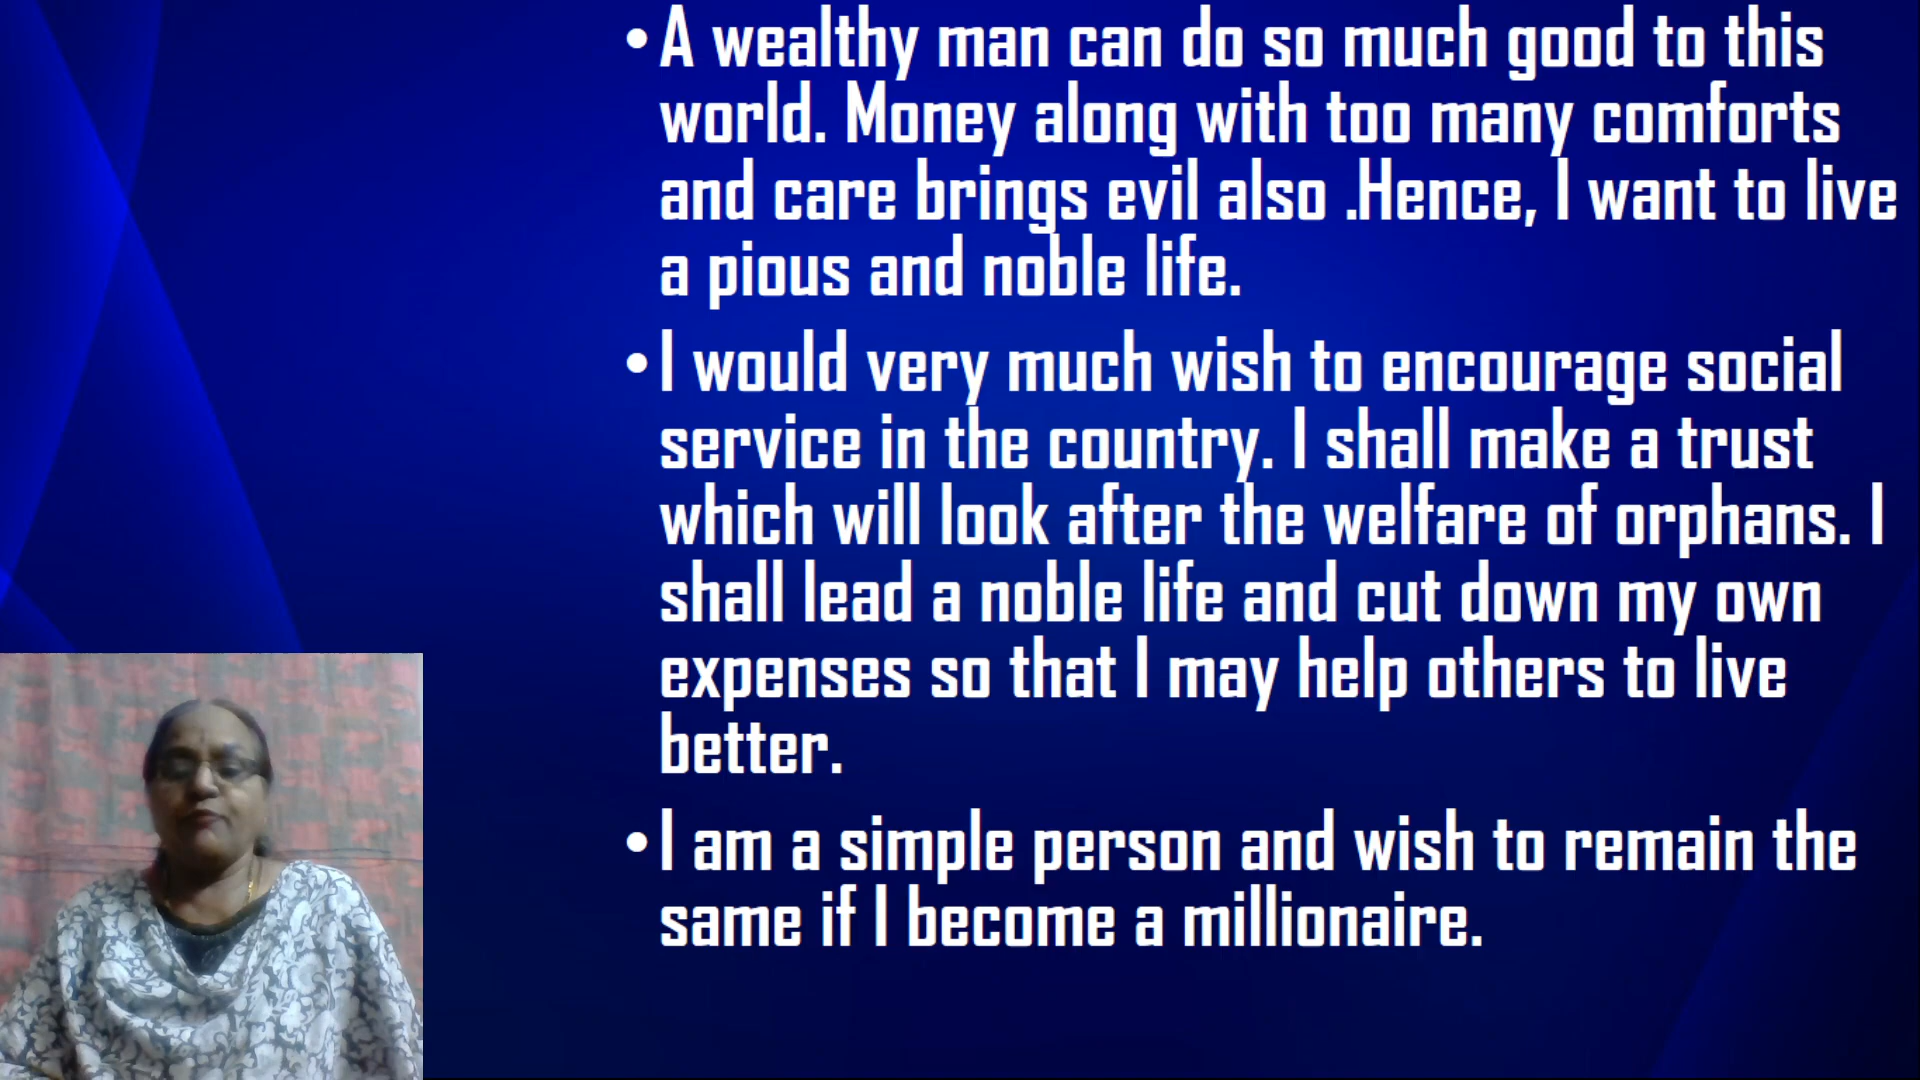 • A wealthy man can do so much good to this
world. Money along with too many comforts
and care brings evil also .Hence, I want to live
a pious and noble life.
• I would very much wish to encourage social
service in the country. I shall make a trust
which will look after the welfare of orphans. I
shall lead a noble life and cut down my own
expenses so that I may help others to live
better.
• I am a simple person and wish to remain the
same if I become a millionaire.